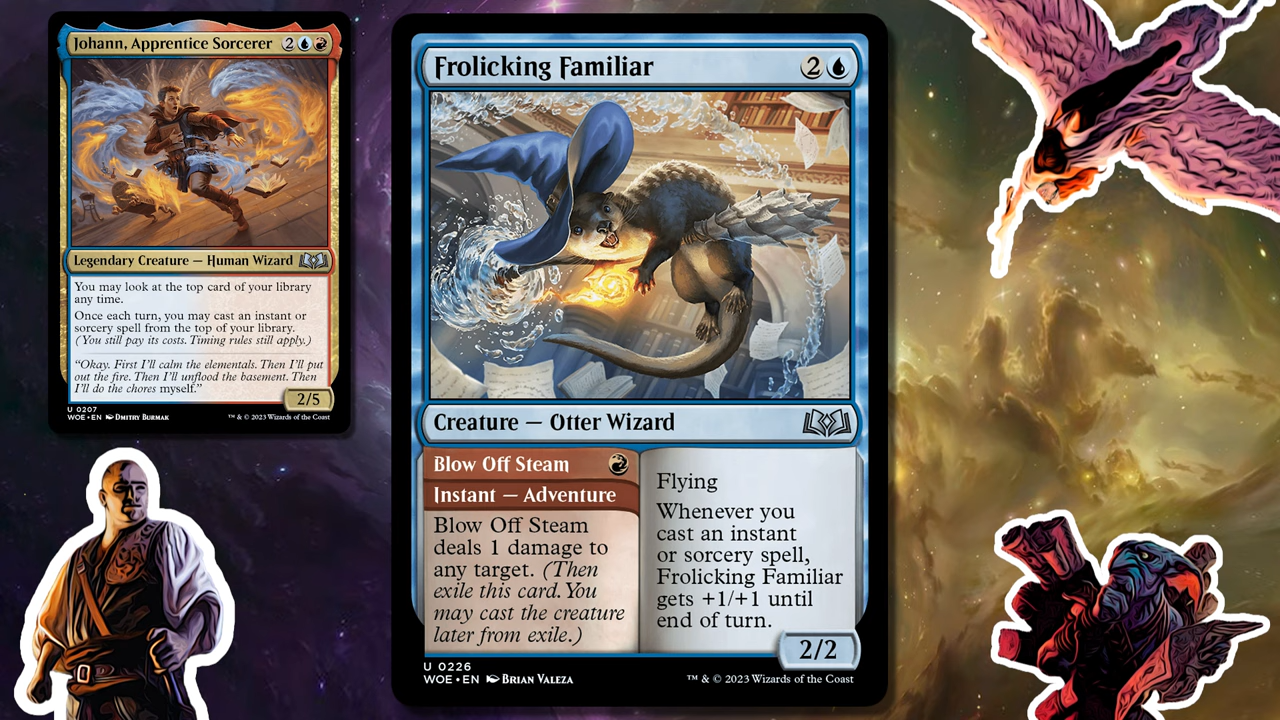 Johann, Apprentice Sorcerer 2
Legendary Creature — Human Wizard
You may look at the top card of your library
any time.
Once each turn, you may cast an instant or
sorcery spell from the top of your library.
(You still pay its costs. Timing rules still apply.)
“Okay. First I’ll calm the elementals. Then I’ll put
out the fire. Then I’ll unflood the basement. Then
I’ll do the chores myself.”
2/5
U 0207
WOE • EN Dmitry Burmak ™ & © 2023 Wizards of the Coast
Frolicking Familiar 2
Creature — Otter Wizard
Blow Off Steam
Instant — Adventure
Blow Off Steam
deals 1 damage to
any target. (Then
exile this card. You
may cast the creature
later from exile.)
Flying
Whenever you
cast an instant
or sorcery spell,
Frolicking Familiar
gets +1/+1 until
end of turn.
2/2
U 0226
WOE • EN Brian Valeza ™ & © 2023 Wizards of the Coast